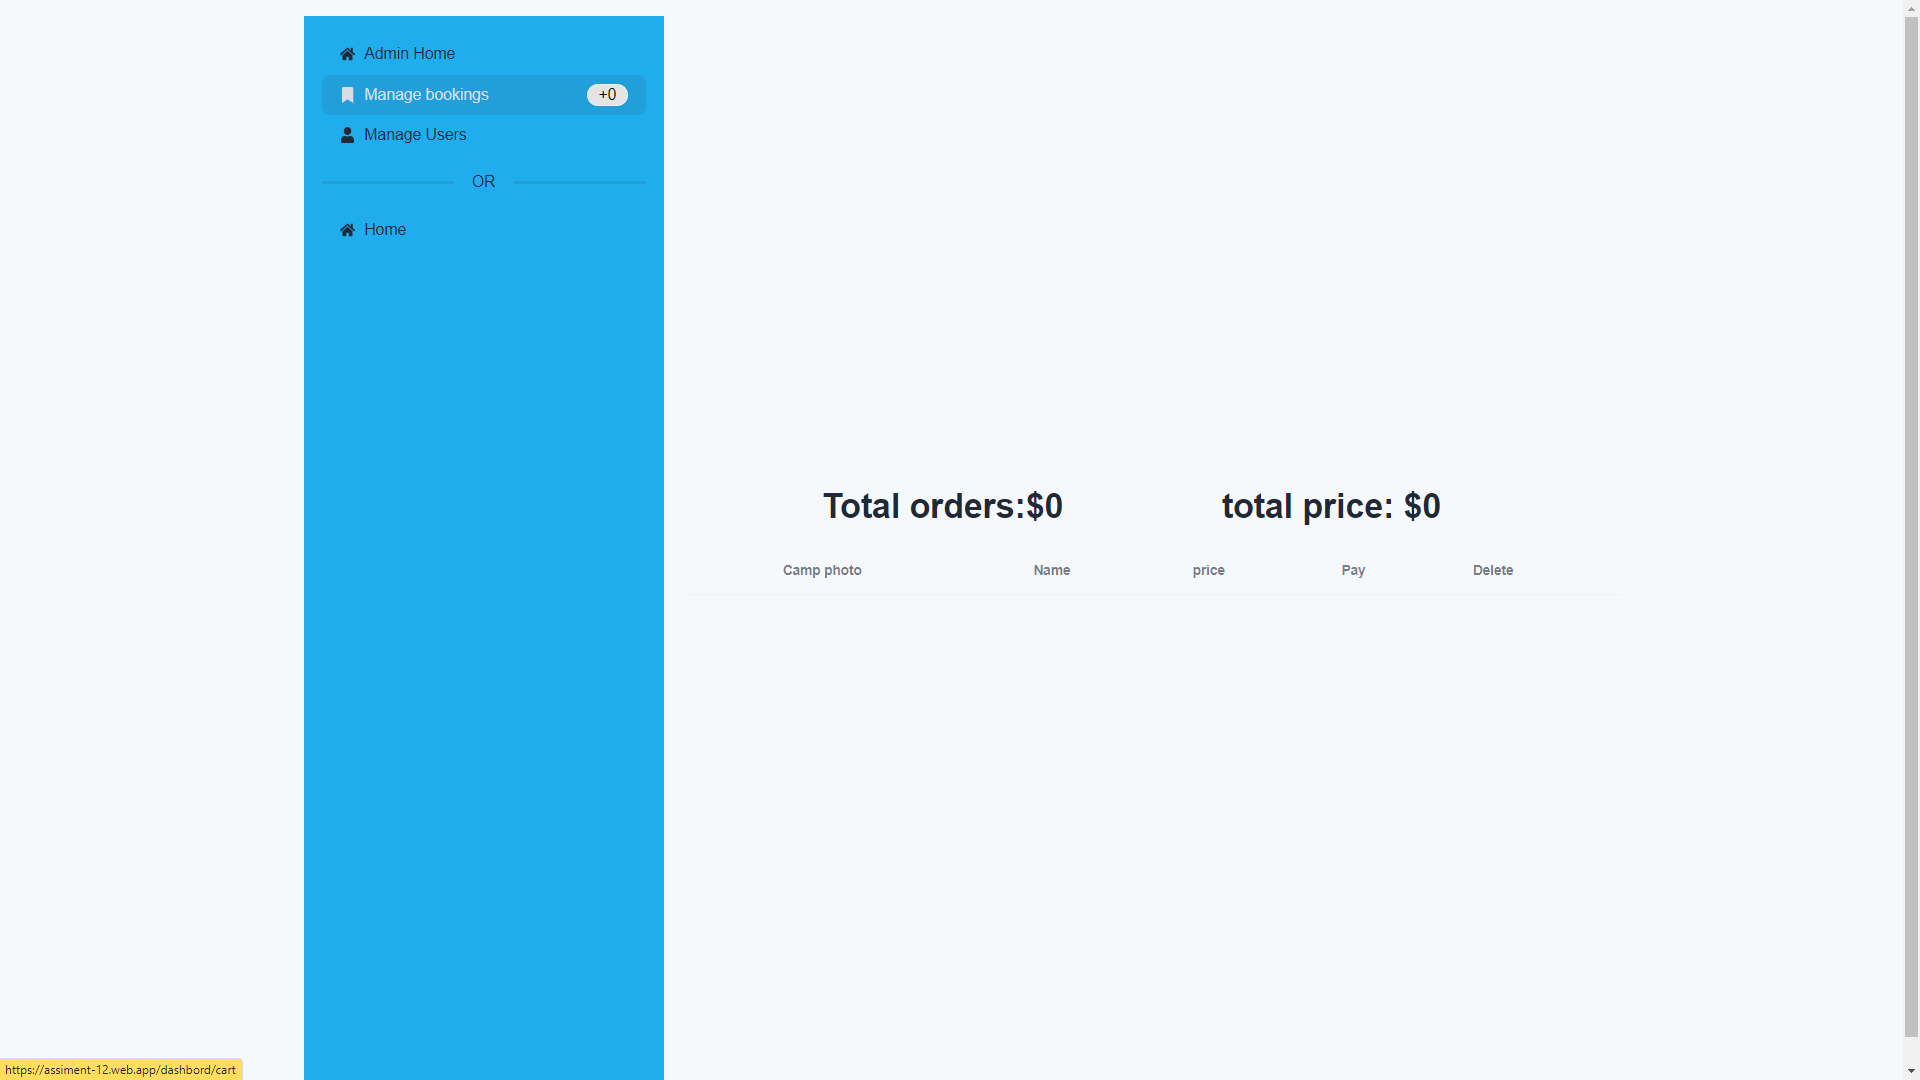 Admin Home
Manage bookings +0
Manage Users
OR
Home
Total orders:$0 total price: $0
Camp photo Name price Pay Delete
https://assiment-12.web.app/dashbord/cart